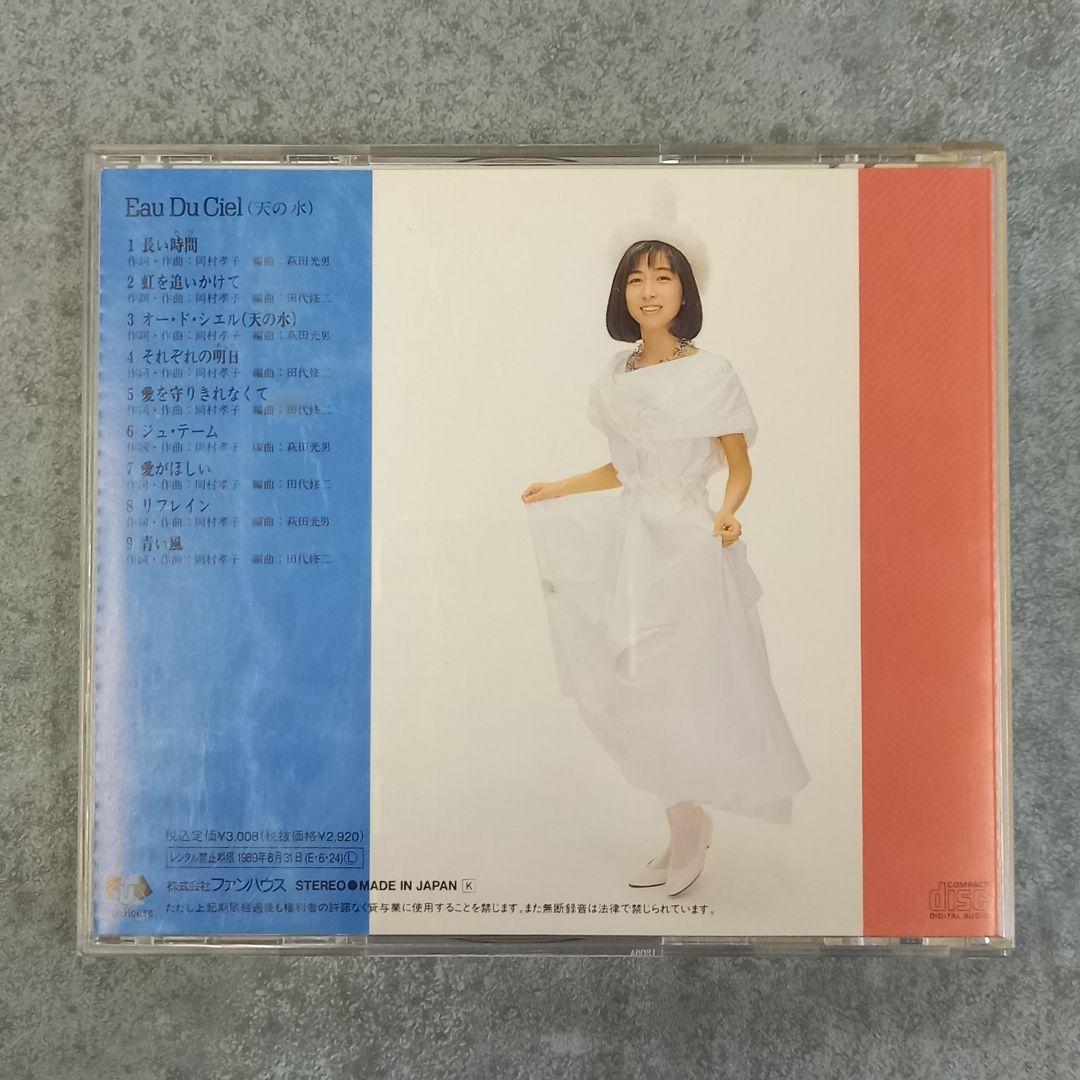 Eau Du Ciel (天の水)
たび
1 長い時間
作詞・作曲：岡村孝子 編曲：萩田光男
2 虹を追いかけて
作詞・作曲：岡村孝子 編曲：田代修二
3 オー・ド・シエル(天の水)
作詞・作曲：岡村孝子 編曲：萩田光男
あした
4 それぞれの明日
作詞・作曲：岡村孝子 編曲：田代修二
5 愛を守りきれなくて
作詞・作曲：岡村孝子 編曲：田代修二
6 ジュ・テーム
作詞・作曲：岡村孝子 編曲：萩田光男
7 愛がほしい
作詞・作曲：岡村孝子 編曲：田代修二
8 リフレイン
作詞・作曲：岡村孝子 編曲：萩田光男
9 青い風
作詞・作曲：岡村孝子 編曲：田代修二
税込定価¥3,008(税抜価格¥2,920)
レンタル禁止期限 1989年8月31日(E・6・24) Ⓛ
株式会社ファンハウス STEREO●MADE IN JAPAN K
House
ただし上記期限経過後も権利者の許諾なく賃与業に使用することを禁じます。また無断録音は法律で禁じられています。
COMPACT
disc
DIGITAL AUDIO